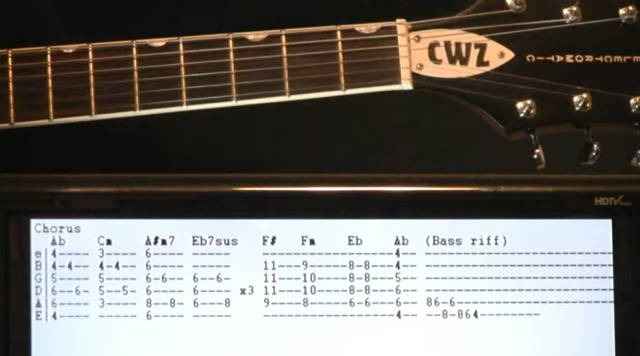 CWZ
ELECTROMATIC
HDTV
Chorus
Ab Cm A#m7 Eb7sus F# Fm Eb Ab (Bass riff)
e|4----- 3----- 6----- ------4-- ---------------------------
B|4--4-- 4--4-- 6----- 11---9-----8-8---4-- ---------------------------
G|5----- 5----- 6--6-- 6---6- 11---10----8-8---5-- ---------------------------
D|6---6- 5---5- 6----- 6----- x3 11---10----8-8---6-- ---------------------------
A|6----- 3----- 8---8- 6----8 9----8-----6-6---6-- 86-6-----------------------
E|4----- 6----- ----------------4-- --8-864---------